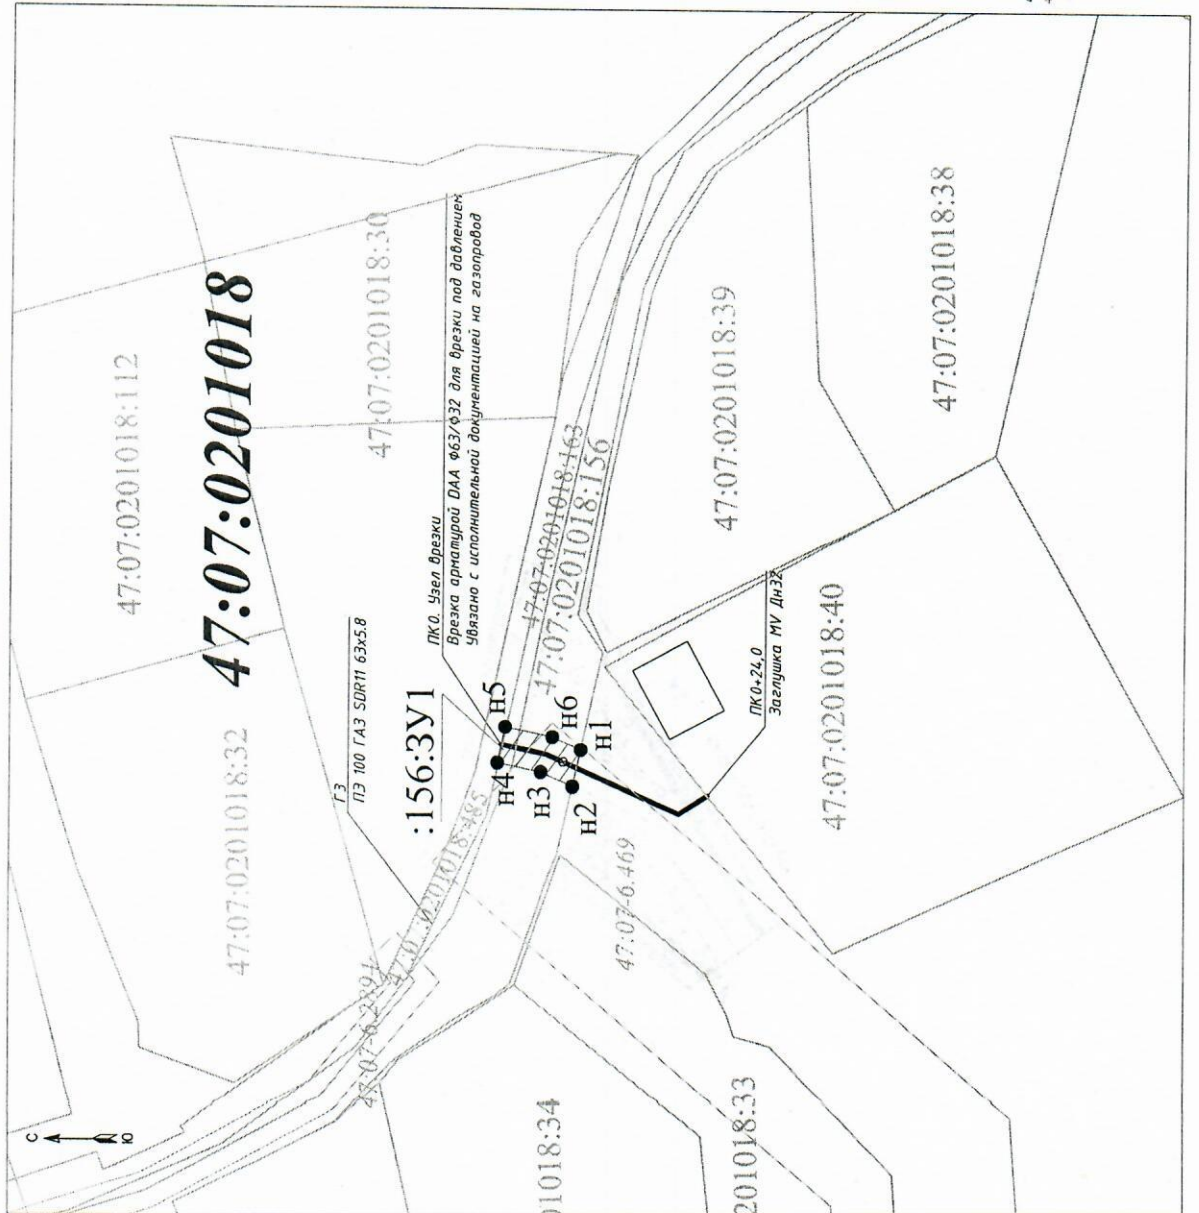 С
Ю
47:07:0201018:112
47:07:0201018
47:07:0201018:32
47:07:0201018:30
Г3
ПЭ 100 ГАЗ SDR11 63х5.8
:156:ЗУ1
ПК0. Узел врезки
Врезка арматурой DAA Ф63/Ф32 для врезки под давлением
Увязано с исполнительной документацией на газопровод
47:07:0201018:163
47:07:0201018:156
н5
н6
н1
н4
н3
н2
47:07:0201018:39
47:07:0201018:38
47:07:0201018:40
ПК0+24,0
Заглушка MV Дн32
47:07-6.469
01018:34
201018:33